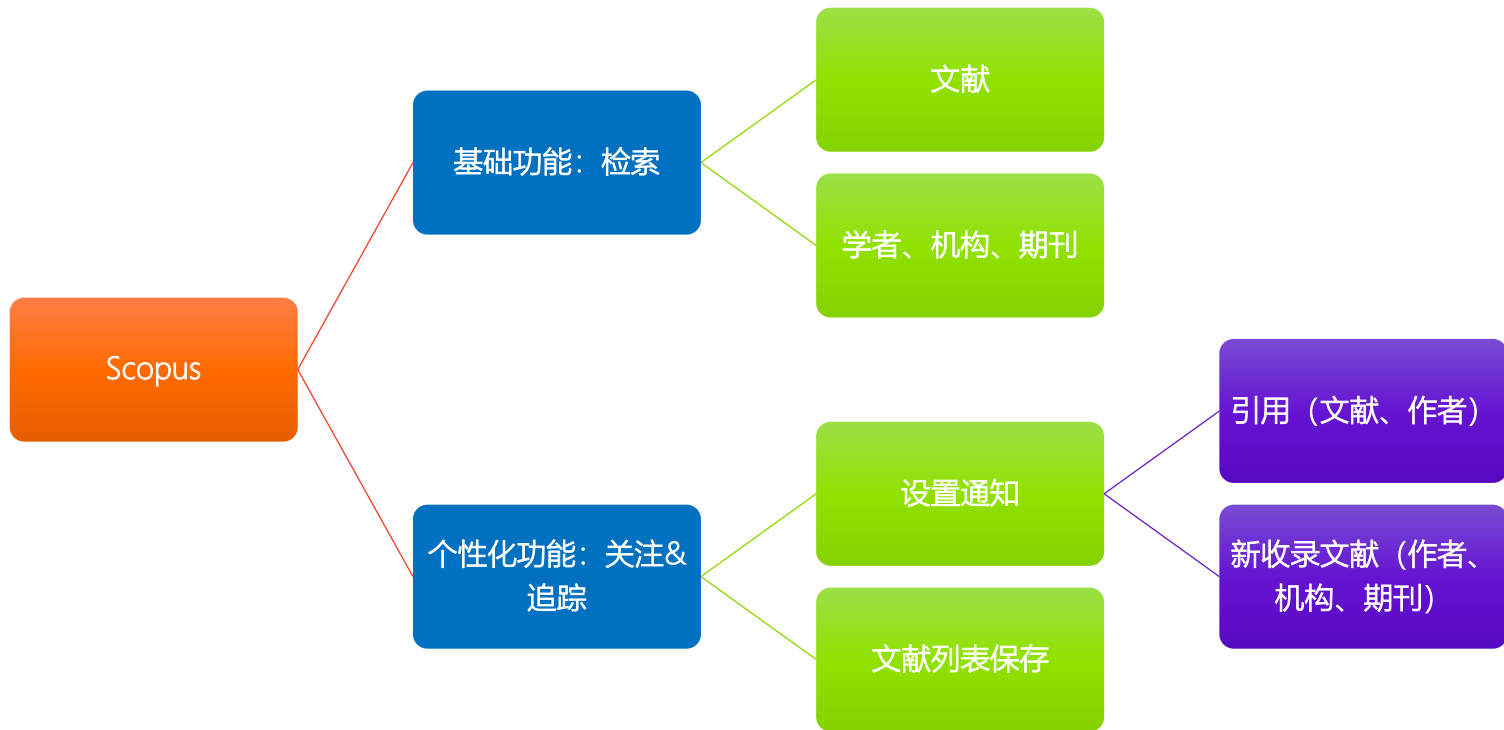 Scopus
基础功能：检索
文献
学者、机构、期刊
个性化功能：关注&
追踪
设置通知
引用（文献、作者）
新收录文献（作者、
机构、期刊）
文献列表保存